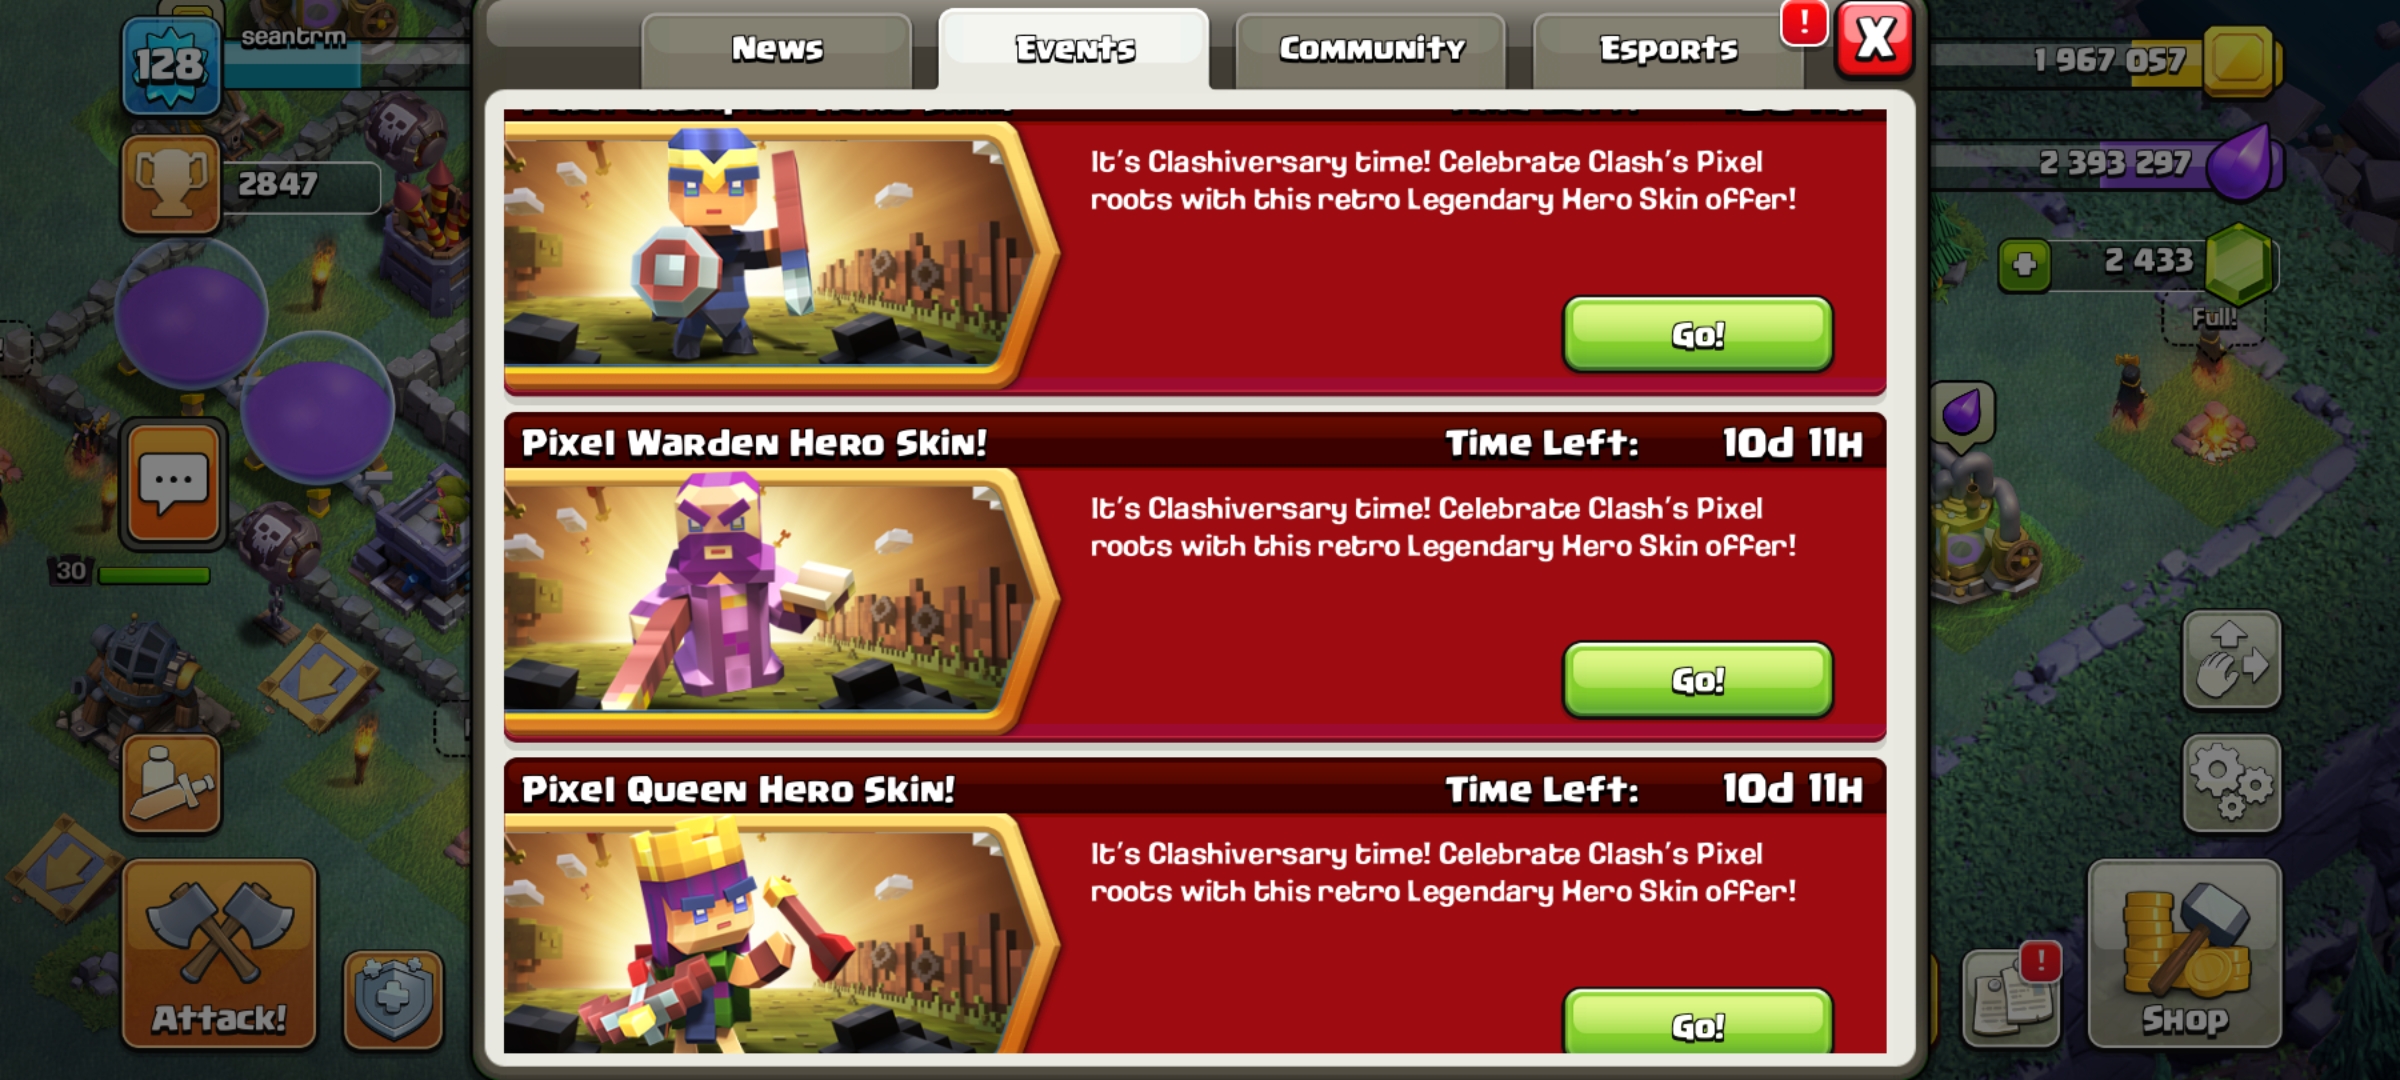 seantrm
128
2847
30
Attack!
News
Events
Community
Esports
!
X
It's Clashiversary time! Celebrate Clash's Pixel
roots with this retro Legendary Hero Skin offer!
Go!
Pixel Warden Hero Skin!
Time Left: 10d 11H
It's Clashiversary time! Celebrate Clash's Pixel
roots with this retro Legendary Hero Skin offer!
Go!
Pixel Queen Hero Skin!
Time Left: 10d 11H
It's Clashiversary time! Celebrate Clash's Pixel
roots with this retro Legendary Hero Skin offer!
Go!
1 967 057
2 393 297
2 433
Full!
!
Shop